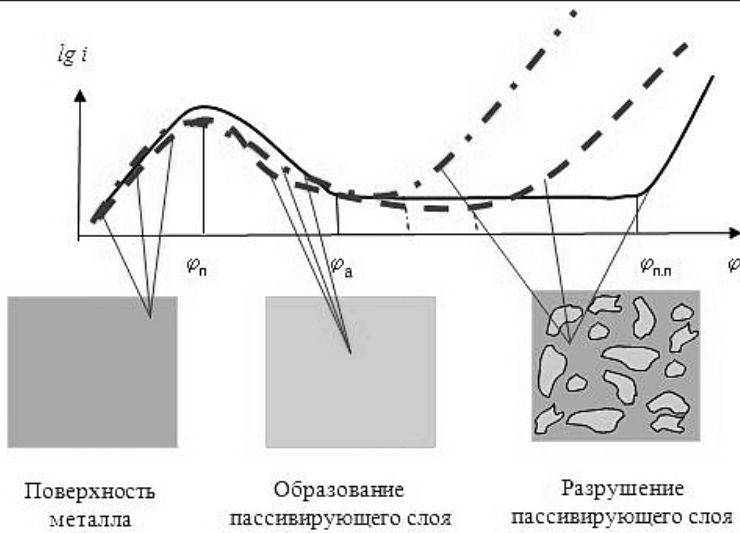 lg i
φп
φа
φп.п
φ
Поверхность
металла
Образование
пассивирующего слоя
Разрушение
пассивирующего слоя